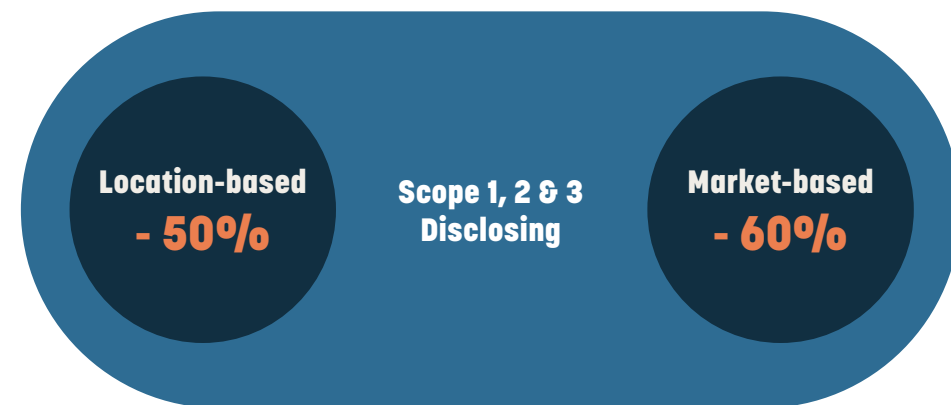 Location-based
- 50%
Scope 1, 2 & 3
Disclosing
Market-based
- 60%